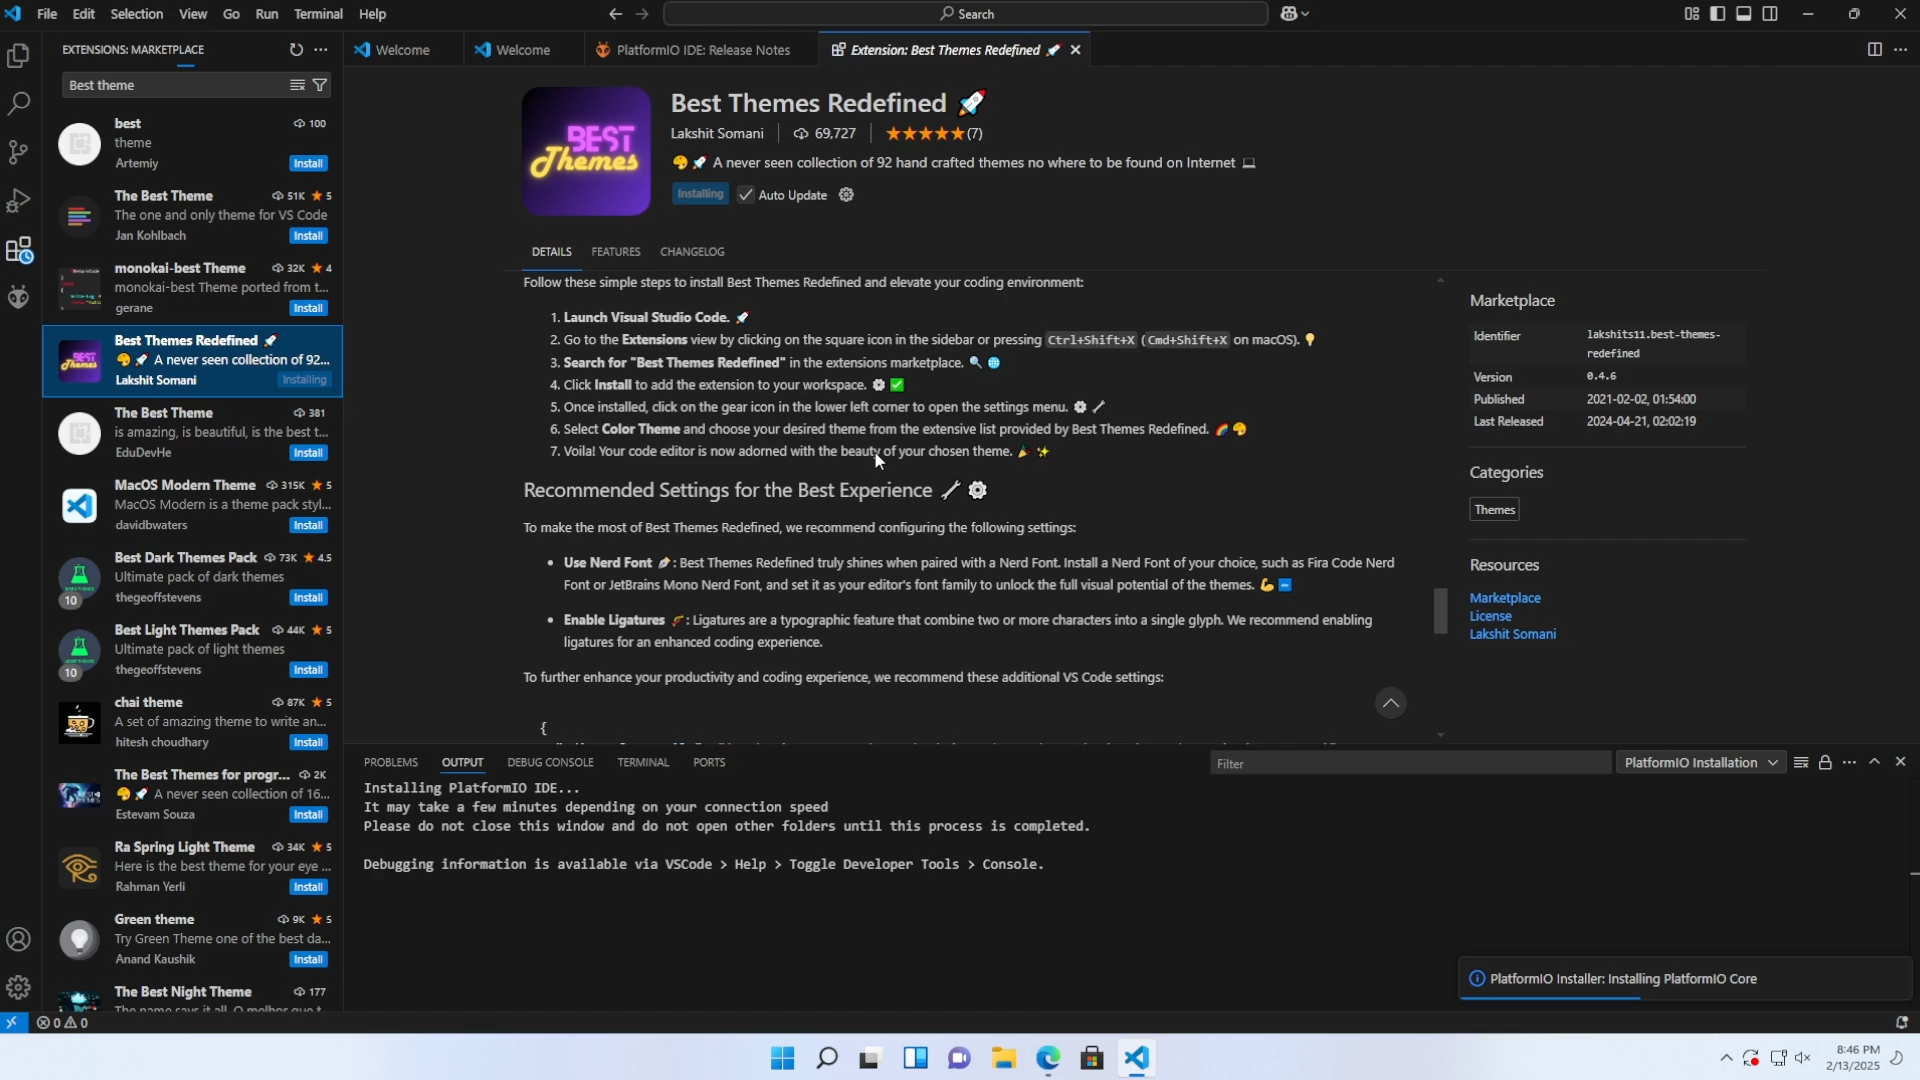 File Edit Selection View Go Run Terminal Help
Search
EXTENSIONS: MARKETPLACE
Welcome
Welcome
PlatformIO IDE: Release Notes
Extension: Best Themes Redefined 🚀
Best theme
best 100
theme
Artemiy Install
The Best Theme 51K ★ 5
The one and only theme for VS Code
Jan Kohlbach Install
monokai-best Theme 32K ★ 4
monokai-best Theme ported from t...
gerane Install
Best Themes Redefined 🚀
🎨 🚀 A never seen collection of 92...
Lakshit Somani Installing
The Best Theme 381
is amazing, is beautiful, is the best t...
EduDevHe Install
MacOS Modern Theme 315K ★ 5
MacOS Modern is a theme pack styl...
davidbwaters Install
Best Dark Themes Pack 73K ★ 4.5
Ultimate pack of dark themes
10 thegeoffstevens Install
Best Light Themes Pack 44K ★ 5
Ultimate pack of light themes
10 thegeoffstevens Install
chai theme 87K ★ 5
A set of amazing theme to write an...
hitesh choudhary Install
The Best Themes for progr... 2K
🎨 🚀 A never seen collection of 16...
Estevam Souza Install
Ra Spring Light Theme 34K ★ 5
Here is the best theme for your eye ...
Rahman Yerli Install
Green theme 9K ★ 5
Try Green Theme one of the best da...
Anand Kaushik Install
The Best Night Theme 177
BEST
Themes
Best Themes Redefined 🚀
Lakshit Somani 69,727 ★★★★★(7)
🎨 🚀 A never seen collection of 92 hand crafted themes no where to be found on Internet 💻
Installing Auto Update
DETAILS FEATURES CHANGELOG
Follow these simple steps to install Best Themes Redefined and elevate your coding environment:
1. Launch Visual Studio Code. 🚀
2. Go to the Extensions view by clicking on the square icon in the sidebar or pressing Ctrl+Shift+X (Cmd+Shift+X on macOS). 💡
3. Search for "Best Themes Redefined" in the extensions marketplace. 🔍 🌐
4. Click Install to add the extension to your workspace. ⚙️ ✅
5. Once installed, click on the gear icon in the lower left corner to open the settings menu. ⚙️ 🔧
6. Select Color Theme and choose your desired theme from the extensive list provided by Best Themes Redefined. 🌈 🎨
7. Voila! Your code editor is now adorned with the beauty of your chosen theme. 🎉 ✨
Recommended Settings for the Best Experience 🔧 ⚙️
To make the most of Best Themes Redefined, we recommend configuring the following settings:
• Use Nerd Font : Best Themes Redefined truly shines when paired with a Nerd Font. Install a Nerd Font of your choice, such as Fira Code Nerd
Font or JetBrains Mono Nerd Font, and set it as your editor's font family to unlock the full visual potential of the themes. 💪
• Enable Ligatures : Ligatures are a typographic feature that combine two or more characters into a single glyph. We recommend enabling
ligatures for an enhanced coding experience.
To further enhance your productivity and coding experience, we recommend these additional VS Code settings:
{
Marketplace
Identifier lakshits11.best-themes-
redefined
Version 0.4.6
Published 2021-02-02, 01:54:00
Last Released 2024-04-21, 02:02:19
Categories
Themes
Resources
Marketplace
License
Lakshit Somani
PROBLEMS OUTPUT DEBUG CONSOLE TERMINAL PORTS
Filter
PlatformIO Installation
Installing PlatformIO IDE...
It may take a few minutes depending on your connection speed
Please do not close this window and do not open other folders until this process is completed.
Debugging information is available via VSCode > Help > Toggle Developer Tools > Console.
PlatformIO Installer: Installing PlatformIO Core
0 0
8:46 PM
2/13/2025